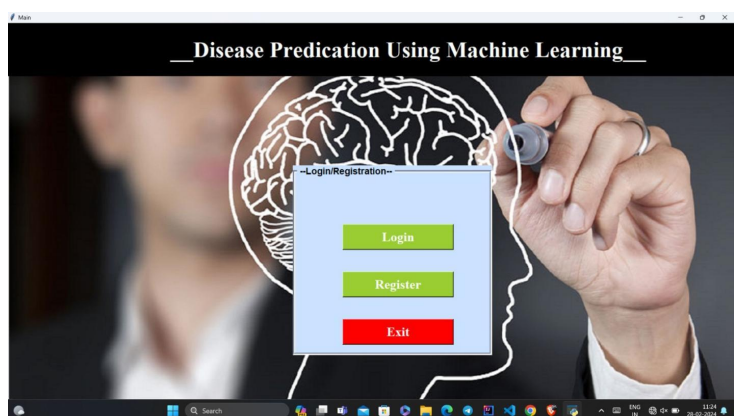 Main
__Disease Predication Using Machine Learning__
--Login/Registration--
Login
Register
Exit
Search
ENG
IN
11:24
28-02-2024